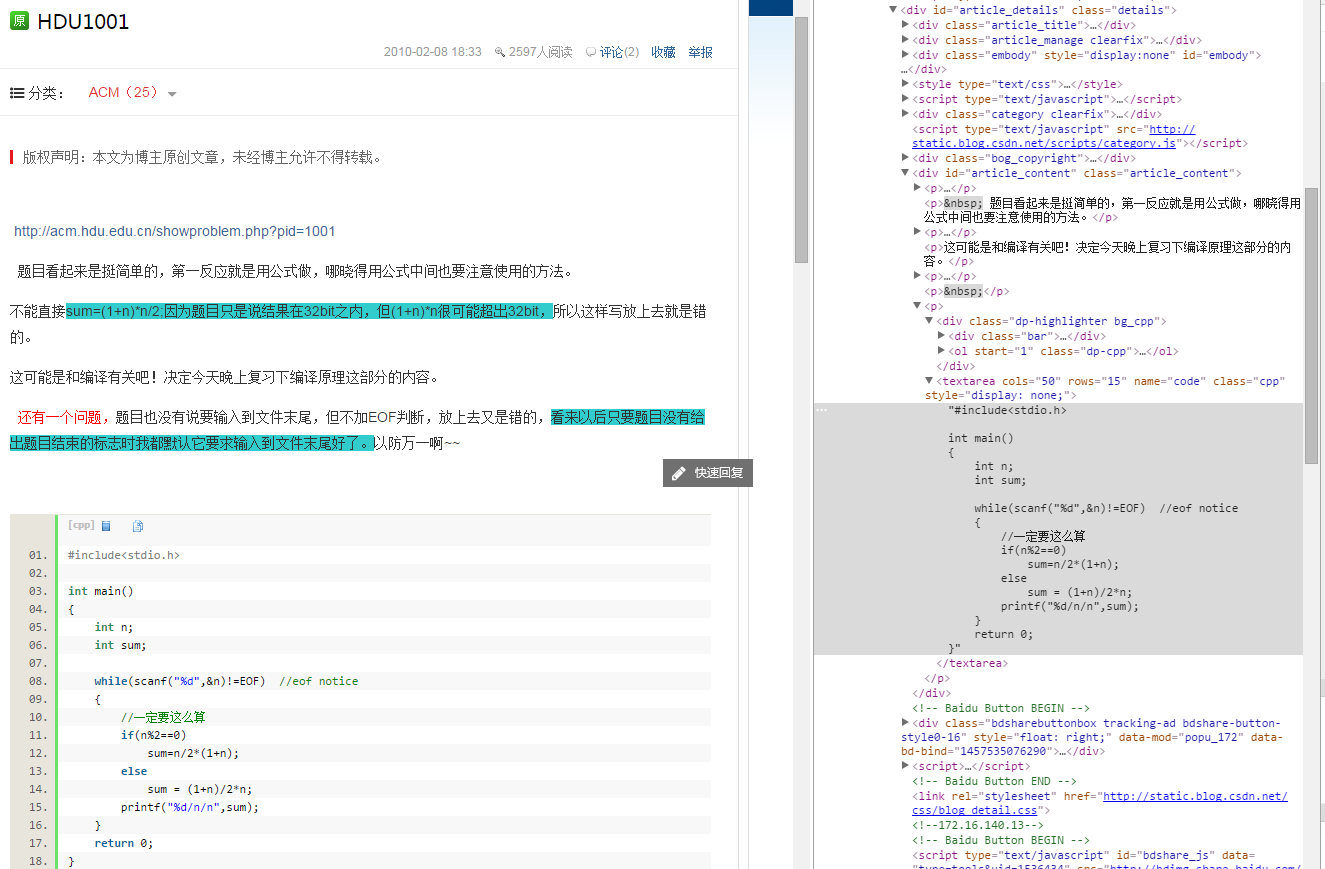 原 HDU1001
2010-02-08 18:33 2597人阅读 评论(2) 收藏 举报
分类： ACM（25）
版权声明：本文为博主原创文章，未经博主允许不得转载。
http://acm.hdu.edu.cn/showproblem.php?pid=1001
题目看起来是挺简单的，第一反应就是用公式做，哪晓得用公式中间也要注意使用的方法。
不能直接sum=(1+n)*n/2;因为题目只是说结果在32bit之内，但(1+n)*n很可能超出32bit，所以这样写放上去就是错
的。
这可能是和编译有关吧！决定今天晚上复习下编译原理这部分的内容。
还有一个问题，题目也没有说要输入到文件末尾，但不加EOF判断，放上去又是错的，看来以后只要题目没有给
出题目结束的标志时我都默认它要求输入到文件末尾好了。以防万一啊~~
快速回复
[cpp]
01. #include<stdio.h>
02.
03. int main()
04. {
05. int n;
06. int sum;
07.
08. while(scanf("%d",&n)!=EOF) //eof notice
09. {
10. //一定要这么算
11. if(n%2==0)
12. sum=n/2*(1+n);
13. else
14. sum = (1+n)/2*n;
15. printf("%d/n/n",sum);
16. }
17. return 0;
18. }
<div id="article_details" class="details">
<div class="article_title">…</div>
<div class="article_manage clearfix">…</div>
<div class="embody" style="display:none" id="embody">
…</div>
<style type="text/css">…</style>
<script type="text/javascript">…</script>
<div class="category clearfix">…</div>
<script type="text/javascript" src="http://
static.blog.csdn.net/scripts/category.js"></script>
<div class="bog_copyright">…</div>
<div id="article_content" class="article_content">
<p>…</p>
<p>&nbsp; 题目看起来是挺简单的，第一反应就是用公式做，哪晓得用
公式中间也要注意使用的方法。</p>
<p>…</p>
<p>这可能是和编译有关吧！决定今天晚上复习下编译原理这部分的内
容。</p>
<p>…</p>
<p>&nbsp;</p>
<p>
<div class="dp-highlighter bg_cpp">
<div class="bar">…</div>
<ol start="1" class="dp-cpp">…</ol>
</div>
<textarea cols="50" rows="15" name="code" class="cpp"
style="display: none;">
"#include<stdio.h>
int main()
{
int n;
int sum;
while(scanf("%d",&n)!=EOF) //eof notice
{
//一定要这么算
if(n%2==0)
sum=n/2*(1+n);
else
sum = (1+n)/2*n;
printf("%d/n/n",sum);
}
return 0;
}"
</textarea>
</p>
</div>
<!-- Baidu Button BEGIN -->
<div class="bdsharebuttonbox tracking-ad bdshare-button-
style0-16" style="float: right;" data-mod="popu_172" data-
bd-bind="1457535076290">…</div>
<script>…</script>
<!-- Baidu Button END -->
<link rel="stylesheet" href="http://static.blog.csdn.net/
css/blog_detail.css">
<!--172.16.140.13-->
<!-- Baidu Button BEGIN -->
<script type="text/javascript" id="bdshare_js" data=
"type=tools&uid=1536434" src="http://bdimg.share.baidu.com/